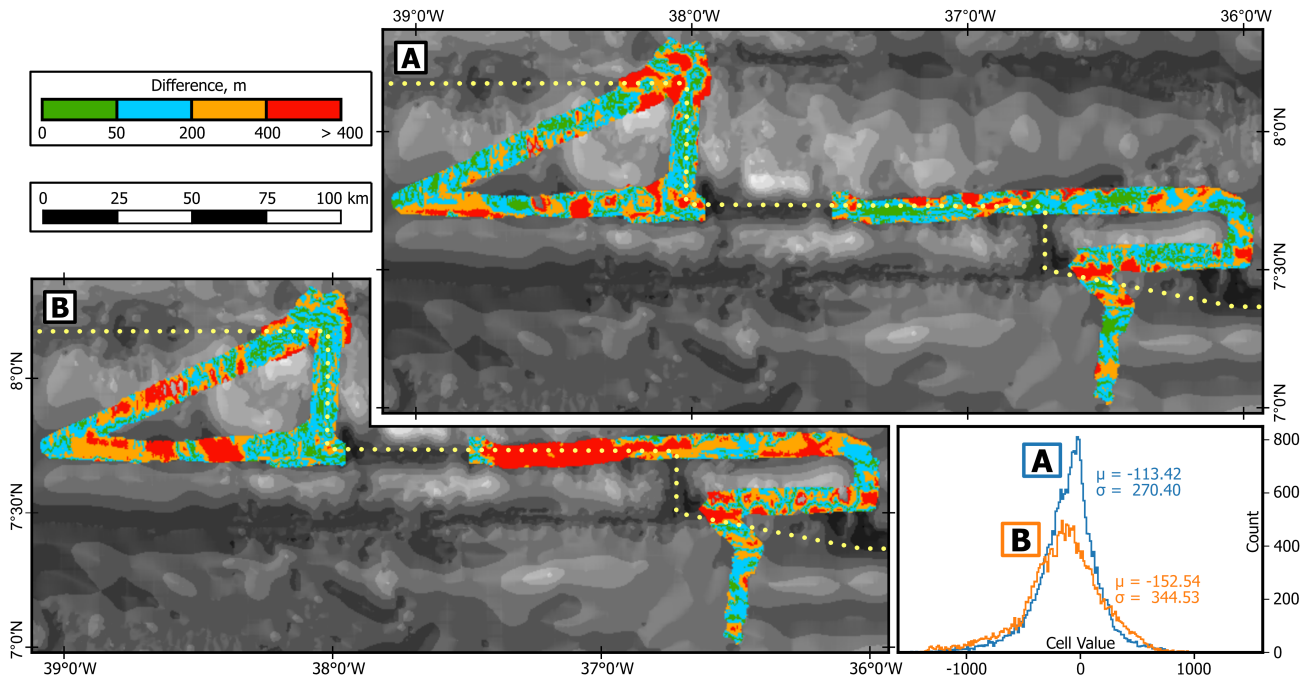 39°0'W 38°0'W 37°0'W 36°0'W
A
Difference, m
0 50 200 400 > 400
0 25 50 75 100 km
8°0'N
7°30'N
7°0'N
B
8°0'N
7°30'N
7°0'N
39°0'W 38°0'W 37°0'W 36°0'W
A
μ = -113.42
σ = 270.40
B
μ = -152.54
σ = 344.53
Cell Value
-1000 0 1000
Count
800
600
400
200
0